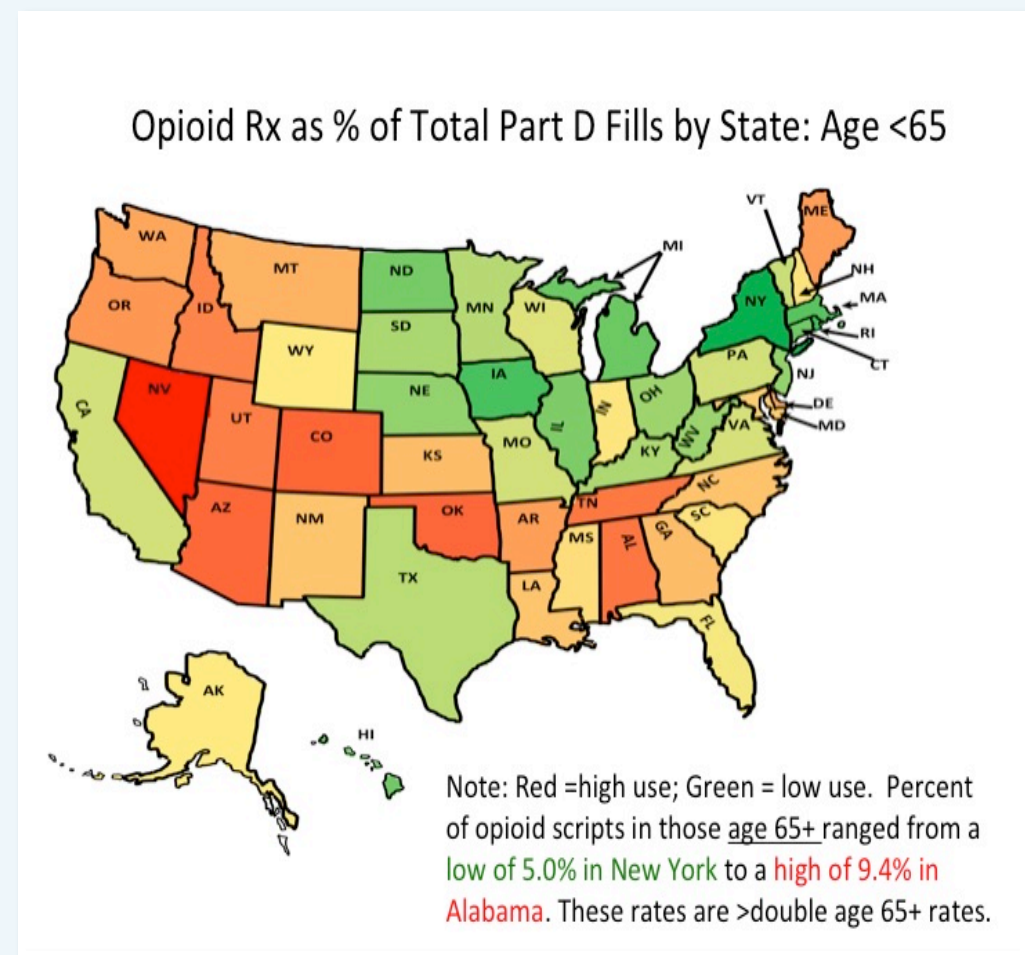 Opioid Rx as % of Total Part D Fills by State: Age <65
VT
ME
WA
MI
NH
MT
ND
MA
OR
ID
MN
WI
NY
SD
RI
WY
PA
CT
IA
NJ
NV
NE
OH
CA
UT
IL
IN
DE
CO
MO
WV
VA
MD
KS
KY
NC
AZ
OK
TN
NM
AR
SC
MS
AL
GA
TX
LA
FL
AK
HI
Note: Red =high use; Green = low use. Percent
of opioid scripts in those age 65+ ranged from a
low of 5.0% in New York to a high of 9.4% in
Alabama. These rates are >double age 65+ rates.